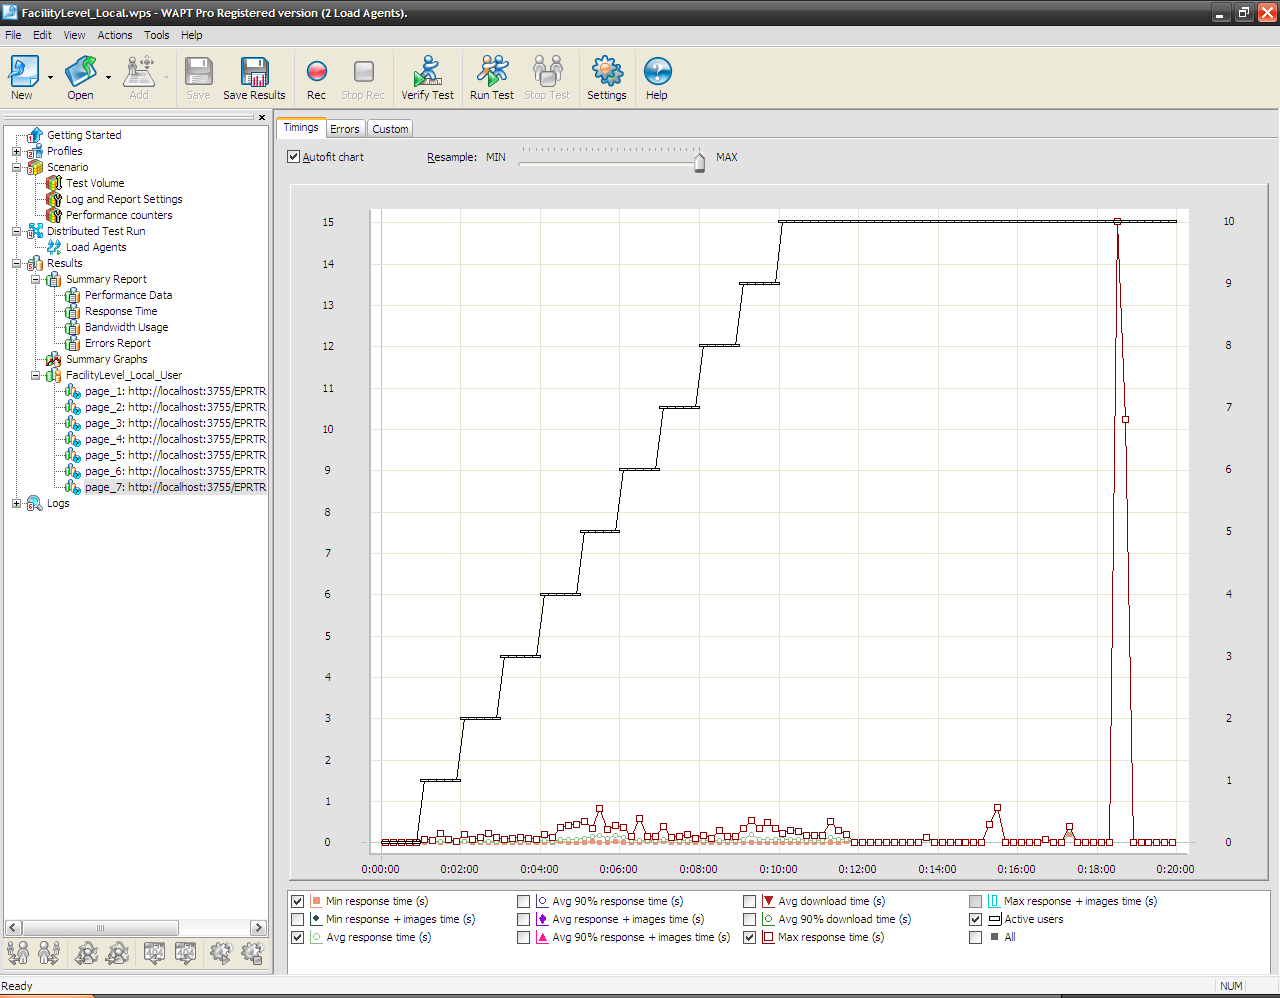 FacilityLevel_Local.wps - WAPT Pro Registered version (2 Load Agents).
File Edit View Actions Tools Help
New Open Add Save Save Results Rec Stop Rec Verify Test Run Test Stop Test Settings Help
Getting Started
Profiles
Scenario
Test Volume
Log and Report Settings
Performance counters
Distributed Test Run
Load Agents
Results
Summary Report
Performance Data
Response Time
Bandwidth Usage
Errors Report
Summary Graphs
FacilityLevel_Local_User
page_1: http://localhost:3755/EPRTR
page_2: http://localhost:3755/EPRTR
page_3: http://localhost:3755/EPRTR
page_4: http://localhost:3755/EPRTR
page_5: http://localhost:3755/EPRTR
page_6: http://localhost:3755/EPRTR
page_7: http://localhost:3755/EPRTR
Logs
Timings Errors Custom
Autofit chart Resample: MIN MAX
15 10
14
13 9
12 8
11
10 7
9 6
8
7 5
6 4
5
4 3
3 2
2
1 1
0 0
0:00:00 0:02:00 0:04:00 0:06:00 0:08:00 0:10:00 0:12:00 0:14:00 0:16:00 0:18:00 0:20:00
Min response time (s) Avg 90% response time (s) Avg download time (s) Max response + images time (s)
Min response + images time (s) Avg response + images time (s) Avg 90% download time (s) Active users
Avg response time (s) Avg 90% response + images time (s) Max response time (s) All
Ready NUM